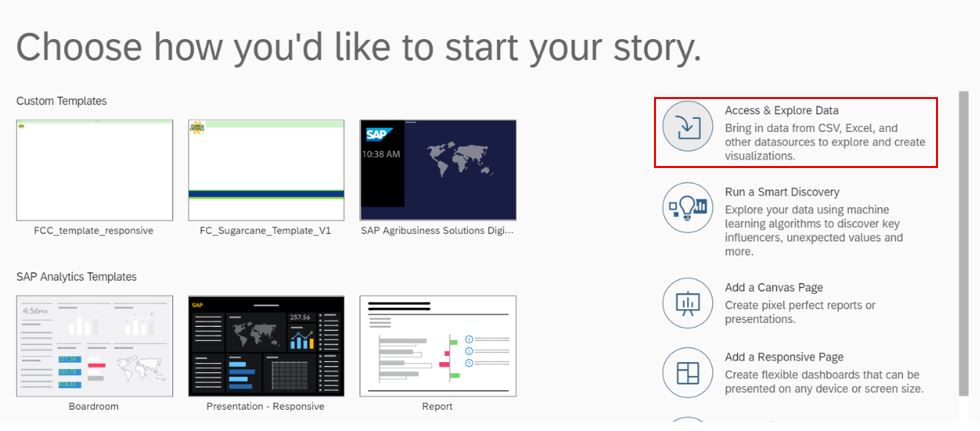 Choose how you'd like to start your story.
Custom Templates
FCC_template_responsive
FC_Sugarcane_Template_V1
SAP
10:38 AM
SAP Agribusiness Solutions Digi...
SAP Analytics Templates
4:56PM
Boardroom
SAP
257.56
Presentation - Responsive
Report
Access & Explore Data
Bring in data from CSV, Excel, and
other datasources to explore and create
visualizations.
Run a Smart Discovery
Explore your data using machine
learning algorithms to discover key
influencers, unexpected values and
more.
Add a Canvas Page
Create pixel perfect reports or
presentations.
Add a Responsive Page
Create flexible dashboards that can be
presented on any device or screen size.